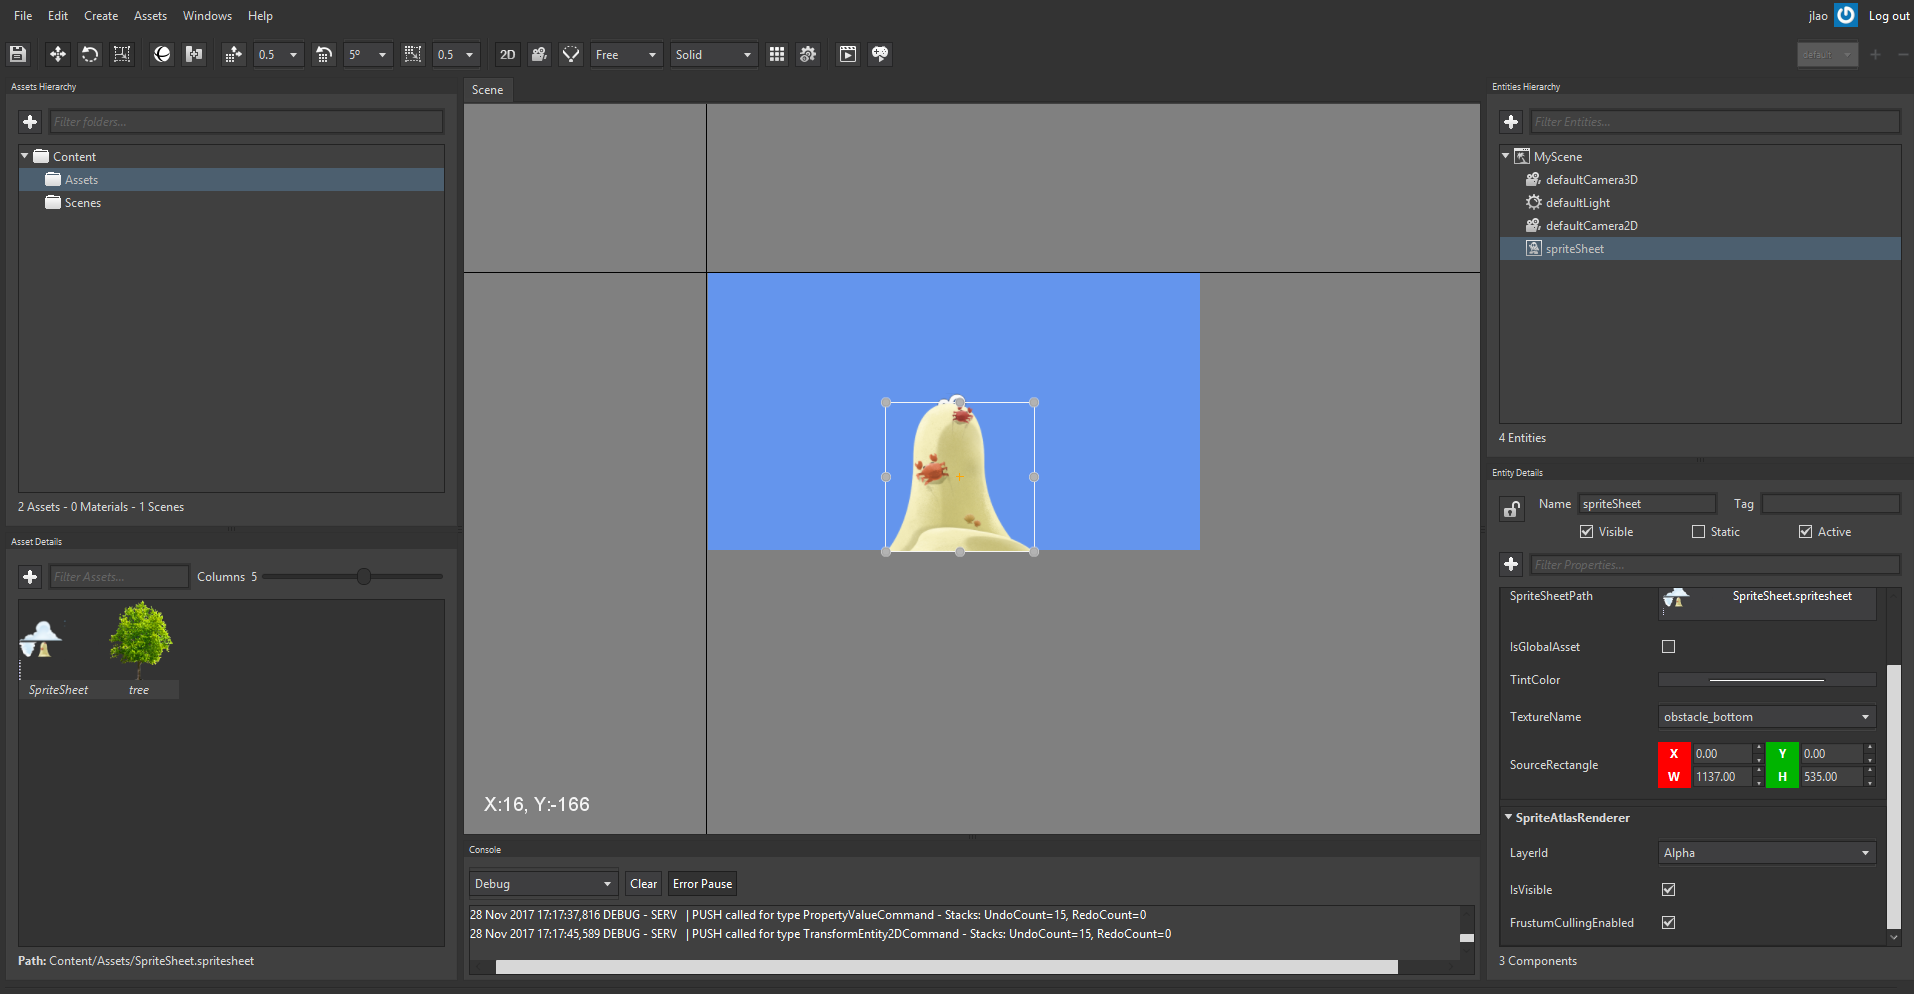 File Edit Create Assets Windows Help
jlao Log out
0.5 5º 0.5 2D Free Solid default
Assets Hierarchy
Filter folders...
Content
Assets
Scenes
2 Assets - 0 Materials - 1 Scenes
Asset Details
Filter Assets... Columns 5
SpriteSheet tree
Path: Content/Assets/SpriteSheet.spritesheet
Scene
X:16, Y:-166
Console
Debug Clear Error Pause
28 Nov 2017 17:17:37,816 DEBUG - SERV | PUSH called for type PropertyValueCommand - Stacks: UndoCount=15, RedoCount=0
28 Nov 2017 17:17:45,589 DEBUG - SERV | PUSH called for type TransformEntity2DCommand - Stacks: UndoCount=15, RedoCount=0
Entities Hierarchy
Filter Entities...
MyScene
defaultCamera3D
defaultLight
defaultCamera2D
spriteSheet
4 Entities
Entity Details
Name spriteSheet Tag
Visible Static Active
Filter Properties...
SpriteSheetPath SpriteSheet.spritesheet
IsGlobalAsset
TintColor
TextureName obstacle_bottom
SourceRectangle X 0.00 Y 0.00
W 1137.00 H 535.00
SpriteAtlasRenderer
LayerId Alpha
IsVisible
FrustumCullingEnabled
3 Components